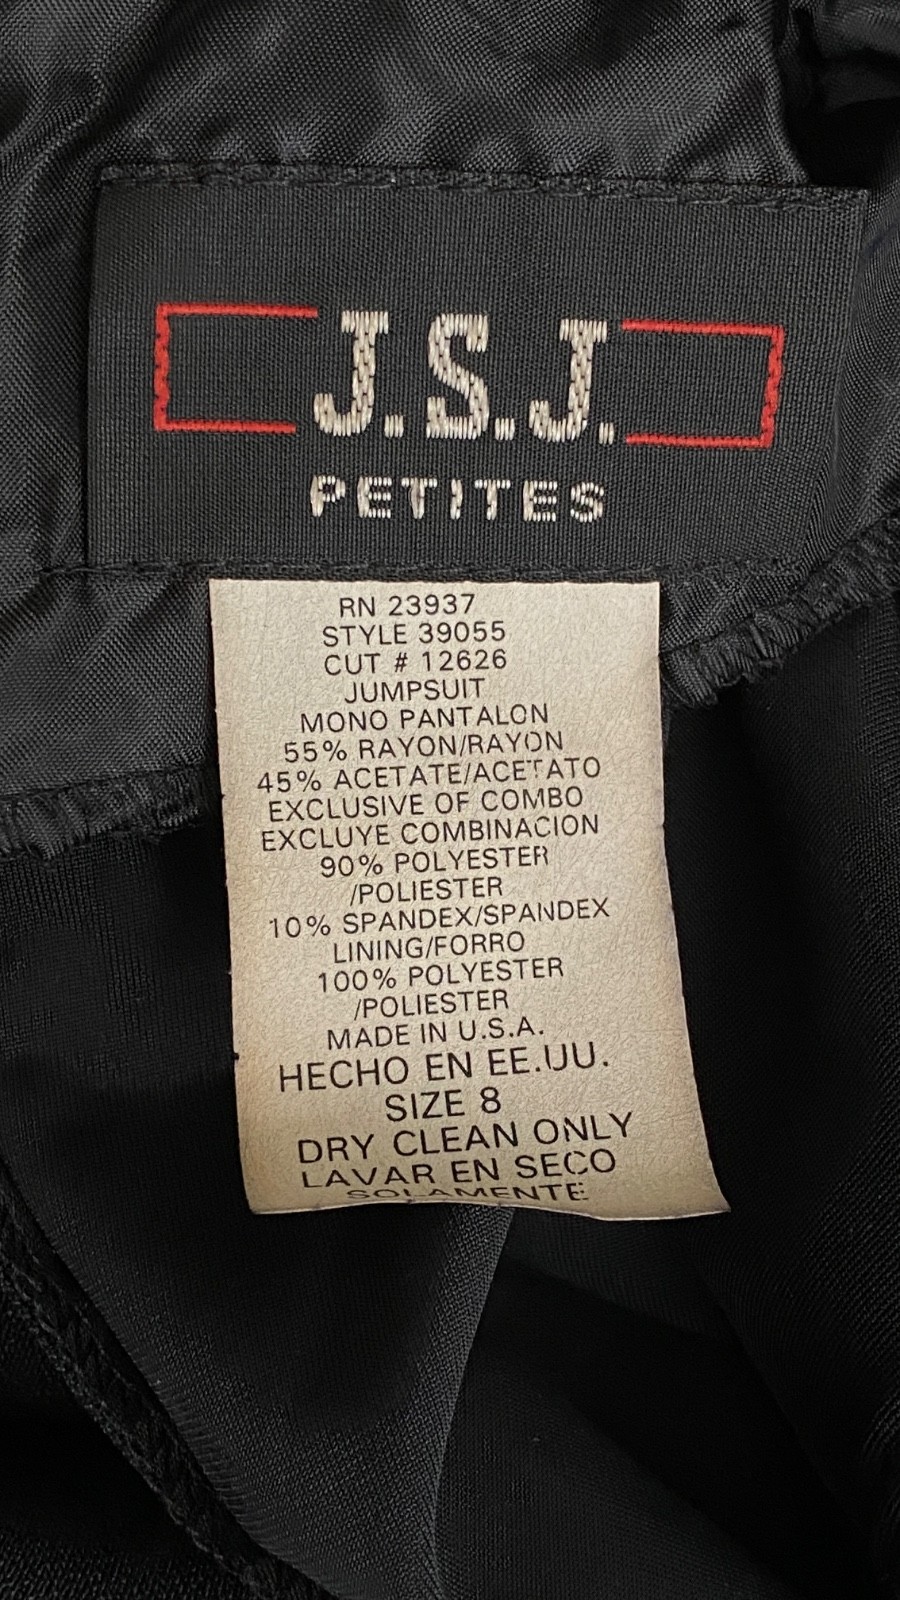 J.S.J.
PETITES
RN 23937
STYLE 39055
CUT # 12626
JUMPSUIT
MONO PANTALON
55% RAYON/RAYON
45% ACETATE/ACETATO
EXCLUSIVE OF COMBO
EXCLUYE COMBINACION
90% POLYESTER
/POLIESTER
10% SPANDEX/SPANDEX
LINING/FORRO
100% POLYESTER
/POLIESTER
MADE IN U.S.A.
HECHO EN EE.UU.
SIZE 8
DRY CLEAN ONLY
LAVAR EN SECO
SOLAMENTE